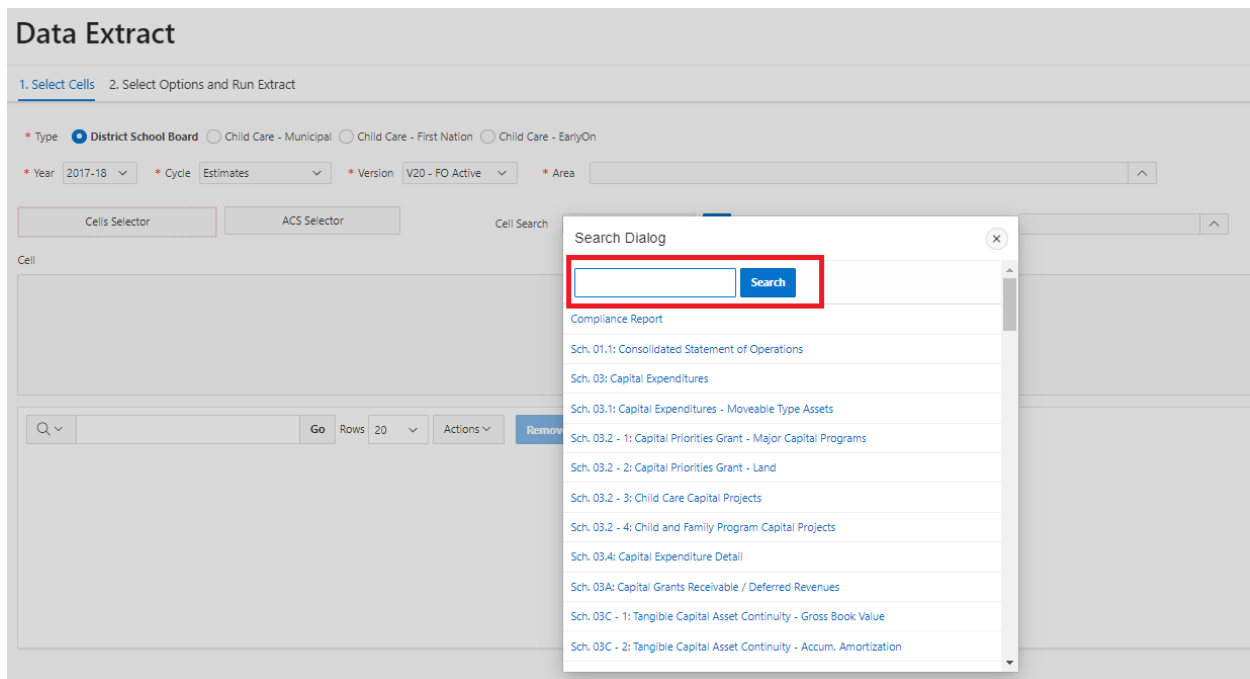 Data Extract
1. Select Cells 2. Select Options and Run Extract
* Type District School Board Child Care - Municipal Child Care - First Nation Child Care - EarlyOn
* Year 2017-18 * Cycle Estimates * Version V20 - FO Active * Area
Cells Selector ACS Selector Cell Search
Search Dialog
Cell
Search
Compliance Report
Sch. 01.1: Consolidated Statement of Operations
Sch. 03: Capital Expenditures
Sch. 03.1: Capital Expenditures - Moveable Type Assets
Go Rows 20 Actions
Sch. 03.2 - 1: Capital Priorities Grant - Major Capital Programs
Sch. 03.2 - 2: Capital Priorities Grant - Land
Sch. 03.2 - 3: Child Care Capital Projects
Sch. 03.2 - 4: Child and Family Program Capital Projects
Sch. 03.4: Capital Expenditure Detail
Sch. 03A: Capital Grants Receivable / Deferred Revenues
Sch. 03C - 1: Tangible Capital Asset Continuity - Gross Book Value
Sch. 03C - 2: Tangible Capital Asset Continuity - Accum. Amortization